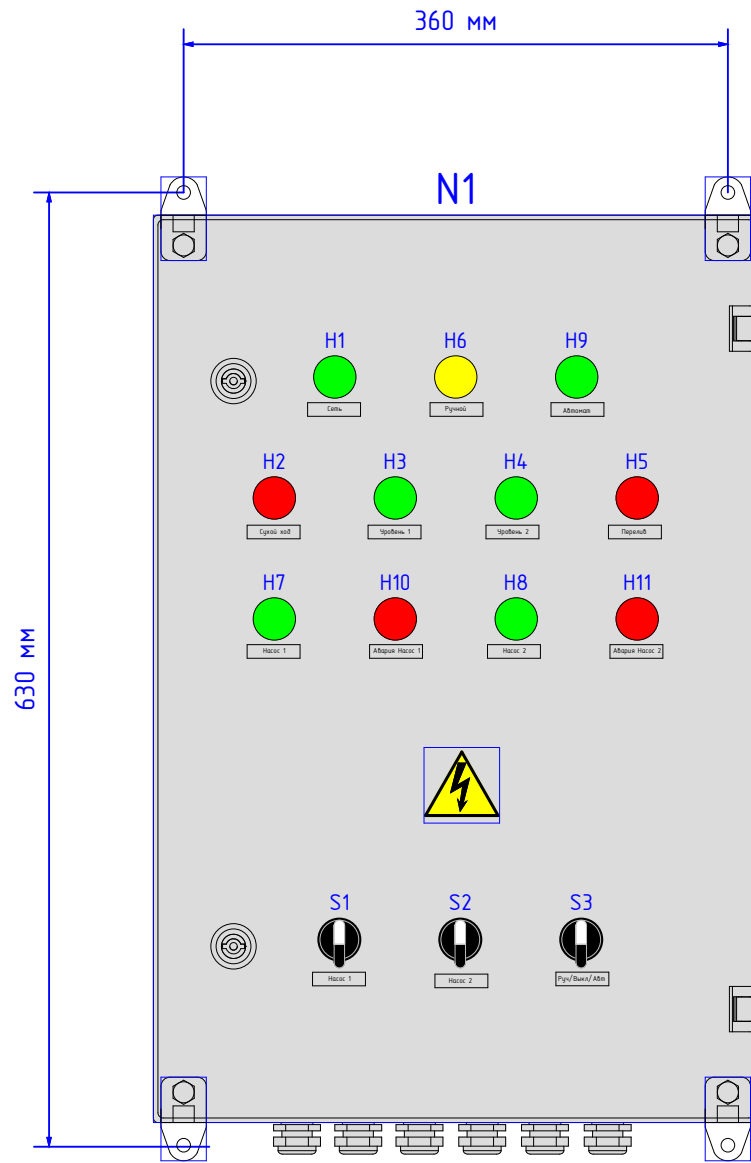 360 мм
N1
H1 H6 H9
Сеть Ручной Автомат
H2 H3 H4 H5
Сухой ход Уровень 1 Уровень 2 Перелив
H7 H10 H8 H11
Насос 1 Авария Насос 1 Насос 2 Авария Насос 2
630 мм
S1 S2 S3
Насос 1 Насос 2 Руч/Выкл/Авт